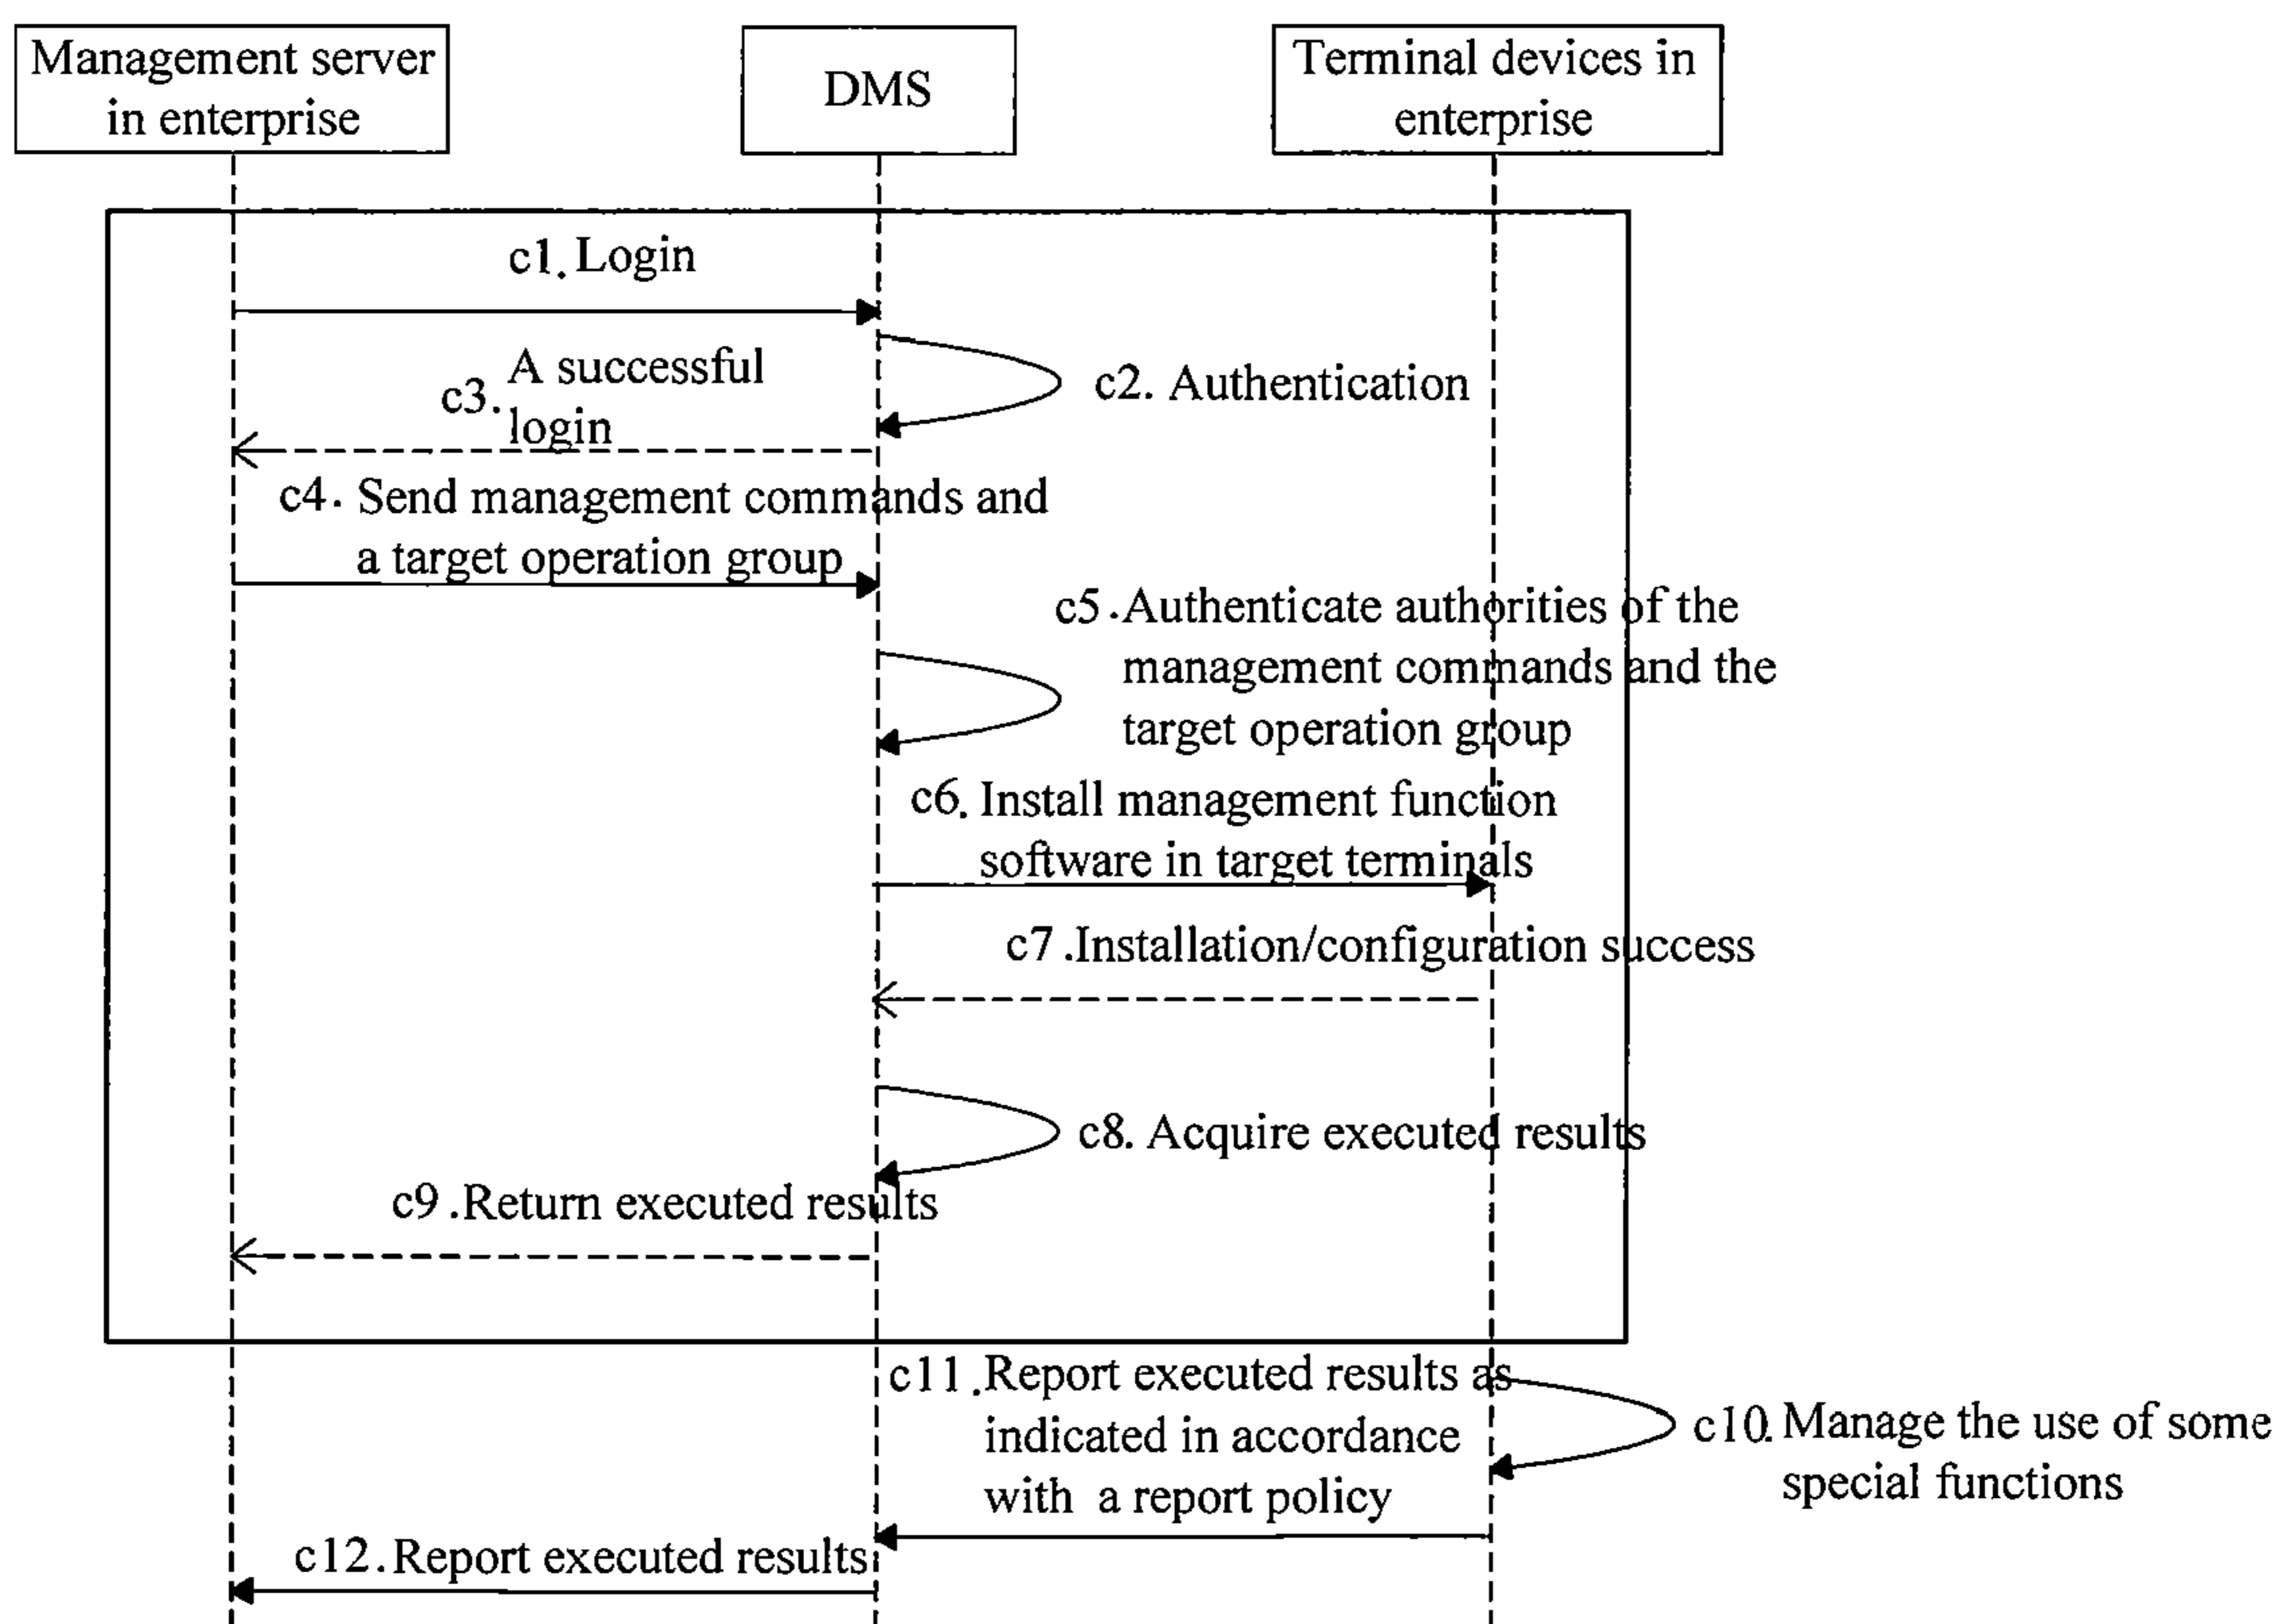 Management server
in enterprise
DMS
Terminal devices in
enterprise
c1. Login
c2. Authentication
c3. A successful
login
c4. Send management commands and
a target operation group
c5. Authenticate authorities of the
management commands and the
target operation group
c6. Install management function
software in target terminals
c7. Installation/configuration success
c8. Acquire executed results
c9. Return executed results
c11. Report executed results as
indicated in accordance
with a report policy
c10. Manage the use of some
special functions
c12. Report executed results